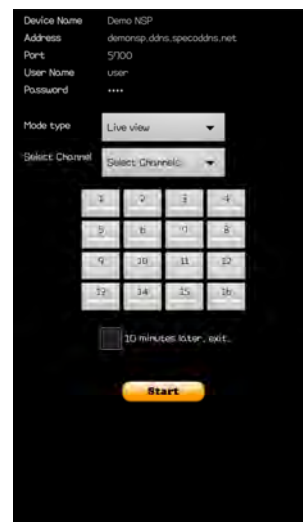 Device Name Demo NSP
Address demonsp.ddns.specoddns.net
Port 5700
User Name user
Password ••••
Mode type Live view
Select Channel Select Channels
1 2 3 4
5 6 7 8
9 10 11 12
13 14 15 16
10 minutes later, exit.
Start